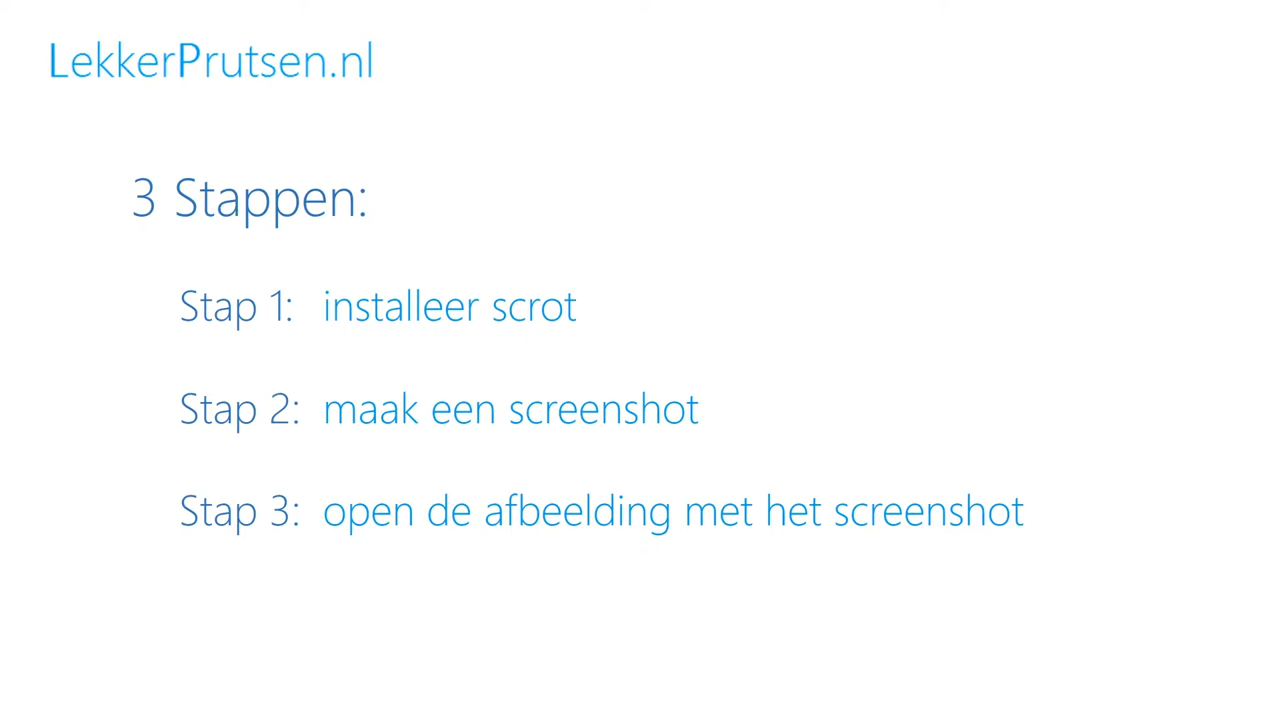 LekkerPrutsen.nl
3 Stappen:
Stap 1: installeer scrot
Stap 2: maak een screenshot
Stap 3: open de afbeelding met het screenshot